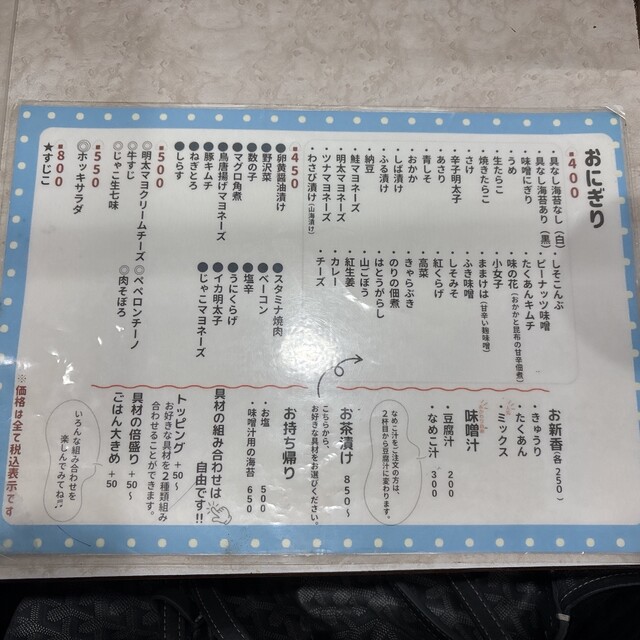 おにぎり
■400
・具なし海苔なし（白）
・具なし海苔あり（黒）
・味噌にぎり
・うめ
・生たらこ
・焼きたらこ
・さけ
・辛子明太子
・あさり
・青しそ
・おかか
・しば漬け
・ふる漬け
・納豆
・鮭マヨネーズ
・明太マヨネーズ
・ツナマヨネーズ
・わさび漬け（山海漬け）
・しそこんぶ
・ピーナッツ味噌
・たくあんキムチ
・味の花（おかかと昆布の甘辛佃煮）
・小女子
・ままけは（甘辛い麹味噌）
・ふき味噌
・しそみそ
・紅くらげ
・高菜
・きゃらぶき
・のりの佃煮
・はとうがらし
・山ごぼう
・紅生姜
・カレー
・チーズ
■450
●卵黄醤油漬け
●野沢菜
●数の子
●マグロ角煮
●鳥唐揚げマヨネーズ
●豚キムチ
●ねぎとろ
●しらす
●スタミナ焼肉
●ベーコン
●塩辛
●うにくらげ
●イカ明太子
●じゃこマヨネーズ
■500
◎明太マヨクリームチーズ
◎牛すじ
◎じゃこ生七味
◎ペペロンチーノ
◎肉そぼろ
■550
◎ホッキサラダ
■800
★すじこ
お新香（各250）
・きゅうり
・たくあん
・ミックス
味噌汁
・豆腐汁 200
・なめこ汁 300
なめこ汁をご注文の方は、
2杯目から豆腐汁に変わります。
お茶漬け 850～
こちらから、
お好きな具材をお選びください。
お持ち帰り
・お塩 500
・味噌汁用の海苔 650
具材の組み合わせは
自由です!!
トッピング +50～
お好きな具材を2種類組み
合わせることができます。
具材の倍盛り +50～
ごはん大きめ +50
いろんな組み合わせを
楽しんでみてね♫
※価格は全て税込表示です